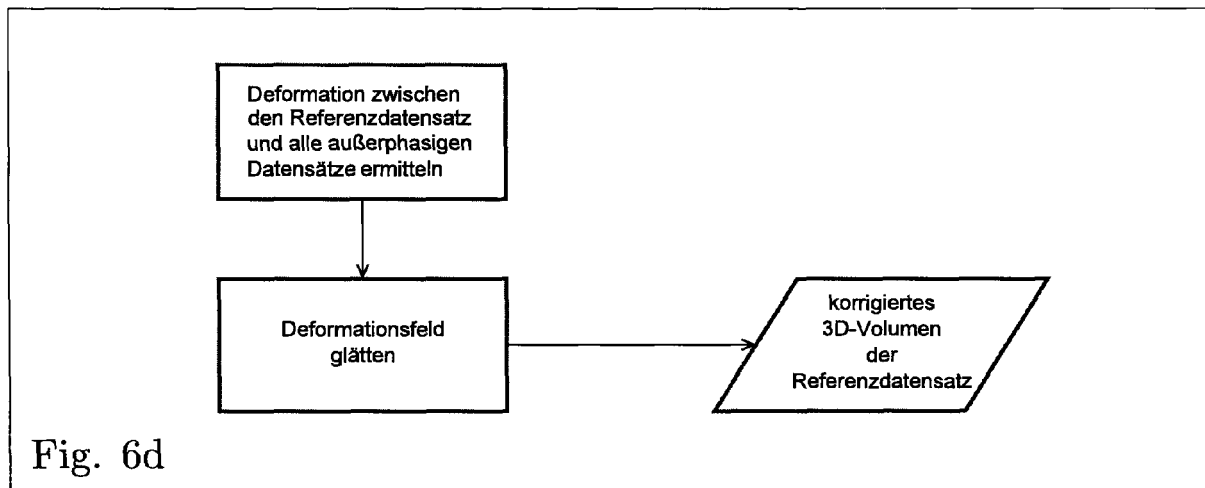 Deformation zwischen
den Referenzdatensatz
und alle außerphasigen
Datensätze ermitteln
Deformationsfeld
glätten
korrigiertes
3D-Volumen
der
Referenzdatensatz
Fig. 6d